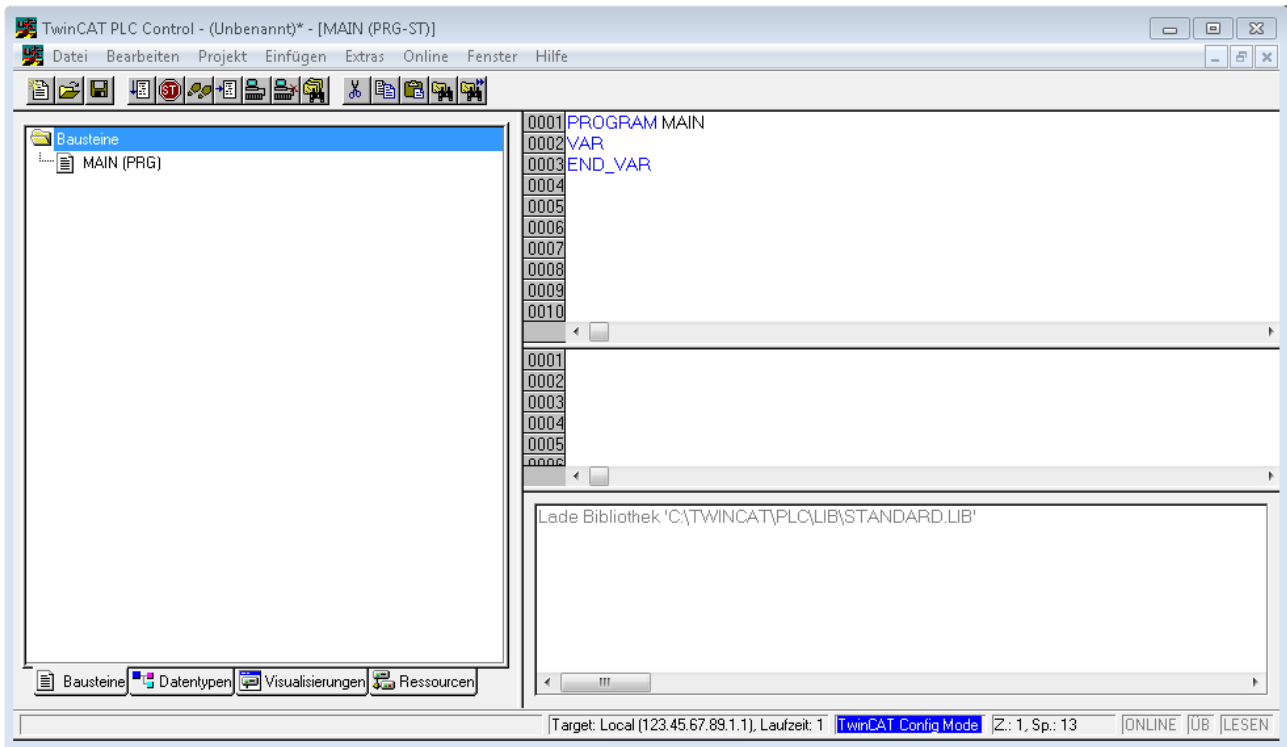 TwinCAT PLC Control - (Unbenannt)* - [MAIN (PRG-ST)]
Datei Bearbeiten Projekt Einfügen Extras Online Fenster Hilfe
Bausteine
MAIN (PRG)
0001 PROGRAM MAIN
0002 VAR
0003 END_VAR
0004
0005
0006
0007
0008
0009
0010
0001
0002
0003
0004
0005
0006
Lade Bibliothek 'C:\TWINCAT\PLC\LIB\STANDARD.LIB'
Bausteine Datentypen Visualisierungen Ressourcen
Target: Local (123.45.67.89.1.1), Laufzeit: 1 TwinCAT Config Mode Z.: 1, Sp.: 13 ONLINE ÜB LESEN